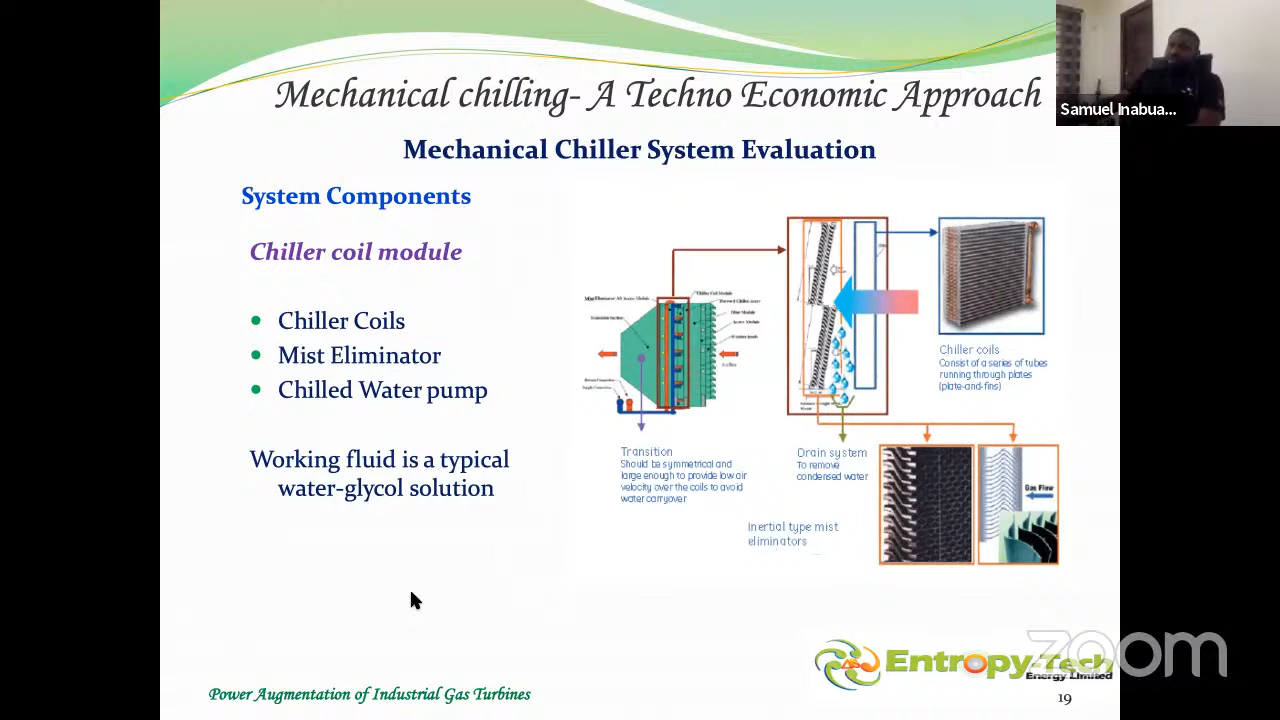 Mechanical chilling- A Techno Economic Approach
Samuel Inabua...
Mechanical Chiller System Evaluation
System Components
Chiller coil module
• Chiller Coils
• Mist Eliminator
• Chilled Water pump
Working fluid is a typical
water-glycol solution
Chiller Coil Module
Transition
Should be symmetrical and
large enough to provide low air
velocity over the coils to avoid
water carryover
Drain system
To remove
condensed water
Chiller coils
Consist of a series of tubes
running through plates
(plate-and-fins)
Inertial type mist
eliminators
Gas Flow
Entropy-Tech
Energy Limited
zoom
Power Augmentation of Industrial Gas Turbines
19